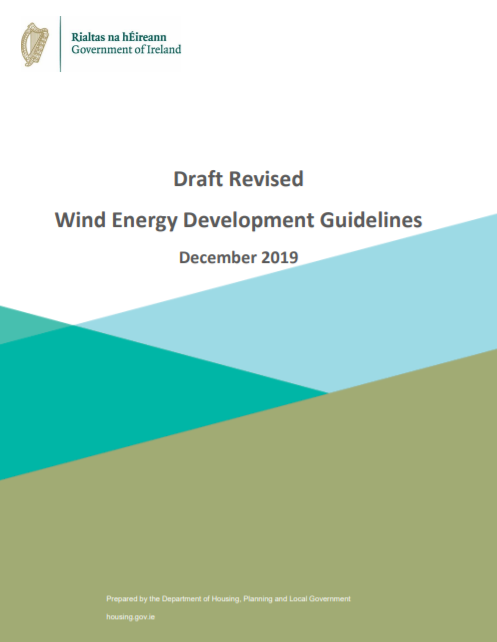 Rialtas na hÉireann
Government of Ireland
Draft Revised
Wind Energy Development Guidelines
December 2019
Prepared by the Department of Housing, Planning and Local Government
housing.gov.ie